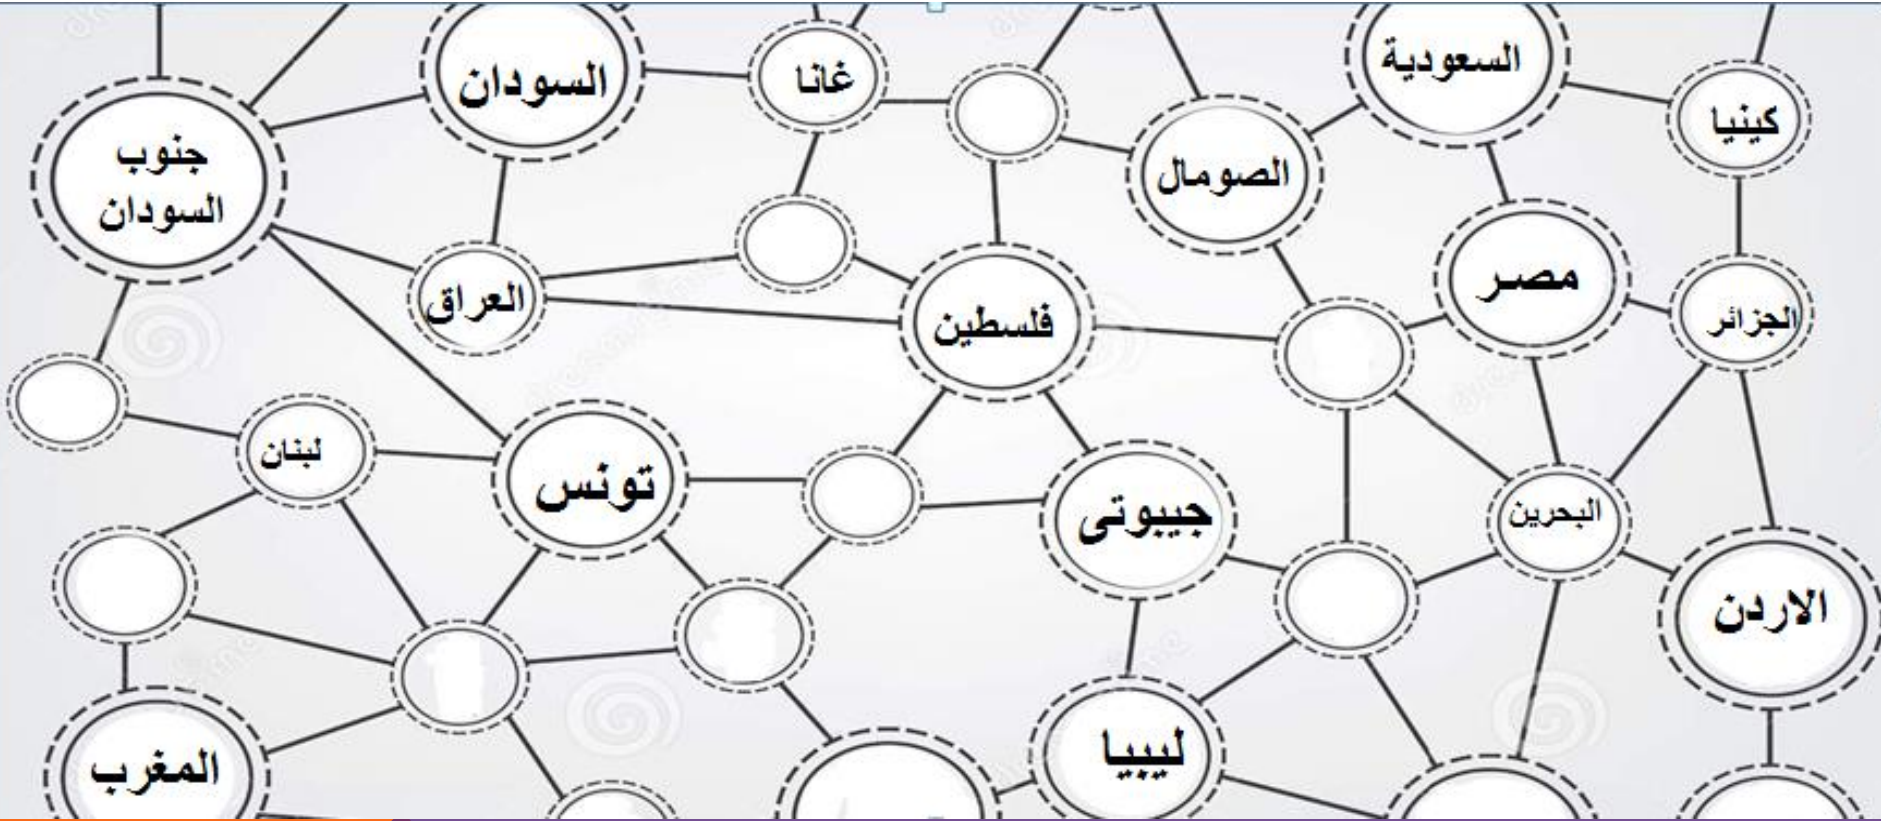 السعودية
غانا
السودان
كينيا
جنوب
السودان
الصومال
مصر
العراق
الجزائر
فلسطين
لبنان
تونس
جيبوتى
البحرين
الاردن
ليبيا
المغرب